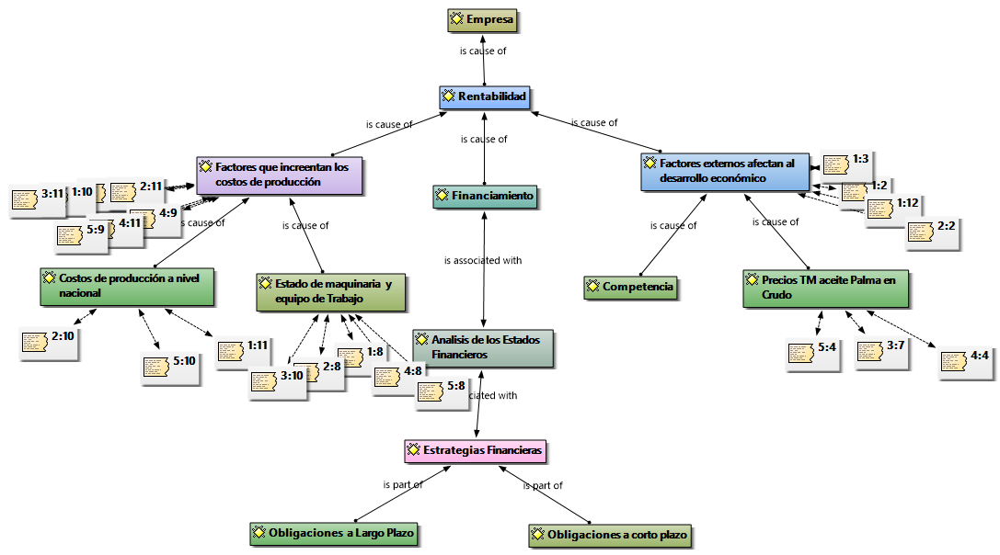 Empresa
is cause of
Rentabilidad
is cause of
is cause of
is cause of
Factores que increentan los
costos de producción
Factores externos afectan al
desarrollo económico
Financiamiento
1:3
1:2
1:12
2:2
3:11
1:10
2:11
4:9
4:11
5:9
is cause of
is cause of
is cause of
is cause of
is associated with
Costos de producción a nivel
nacional
Estado de maquinaria y
equipo de Trabajo
Competencia
Precios TM aceite Palma en
Crudo
2:10
5:10
1:11
3:10
2:8
1:8
4:8
5:8
Analisis de los Estados
Financieros
5:4
3:7
4:4
ciated with
Estrategias Financieras
is part of
is part of
Obligaciones a Largo Plazo
Obligaciones a corto plazo